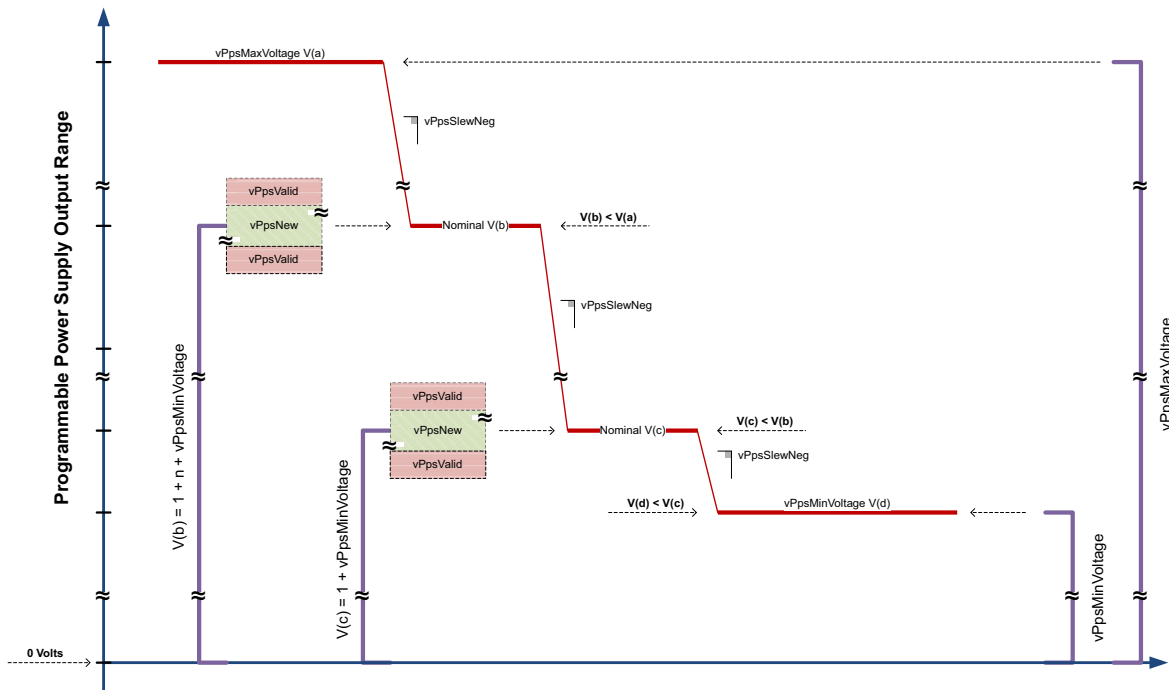 vPpsMaxVoltage V(a)
vPpsSlewNeg
Programmable Power Supply Output Range
vPpsValid
vPpsNew
vPpsValid
Nominal V(b)
V(b) < V(a)
vPpsSlewNeg
V(b) = 1 + n + vPpsMinVoltage
vPpsMaxVoltage
vPpsValid
vPpsNew
vPpsValid
Nominal V(c)
V(c) < V(b)
vPpsSlewNeg
V(c) = 1 + vPpsMinVoltage
V(d) < V(c)
vPpsMinVoltage V(d)
vPpsMinVoltage
0 Volts